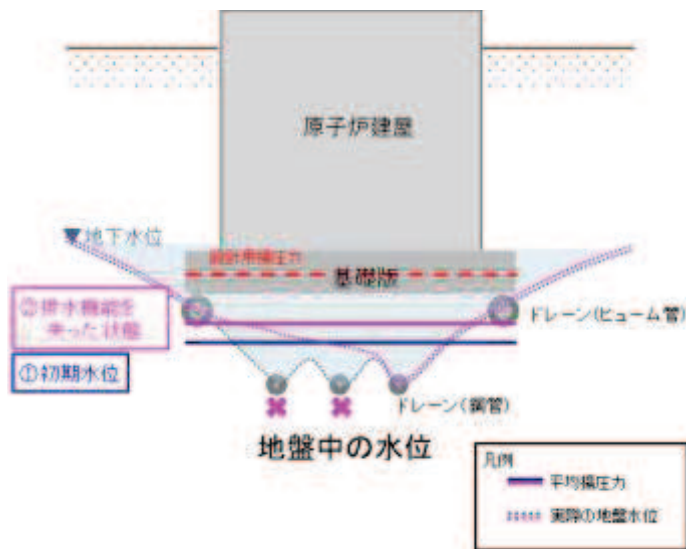 原子炉建屋
▼地下水位
設計用揚圧力
基礎版
②排水機能を
失った状態
ドレーン(ヒューム管)
①初期水位
ドレーン(鋼管)
地盤中の水位
凡例
平均揚圧力
実際の地盤水位